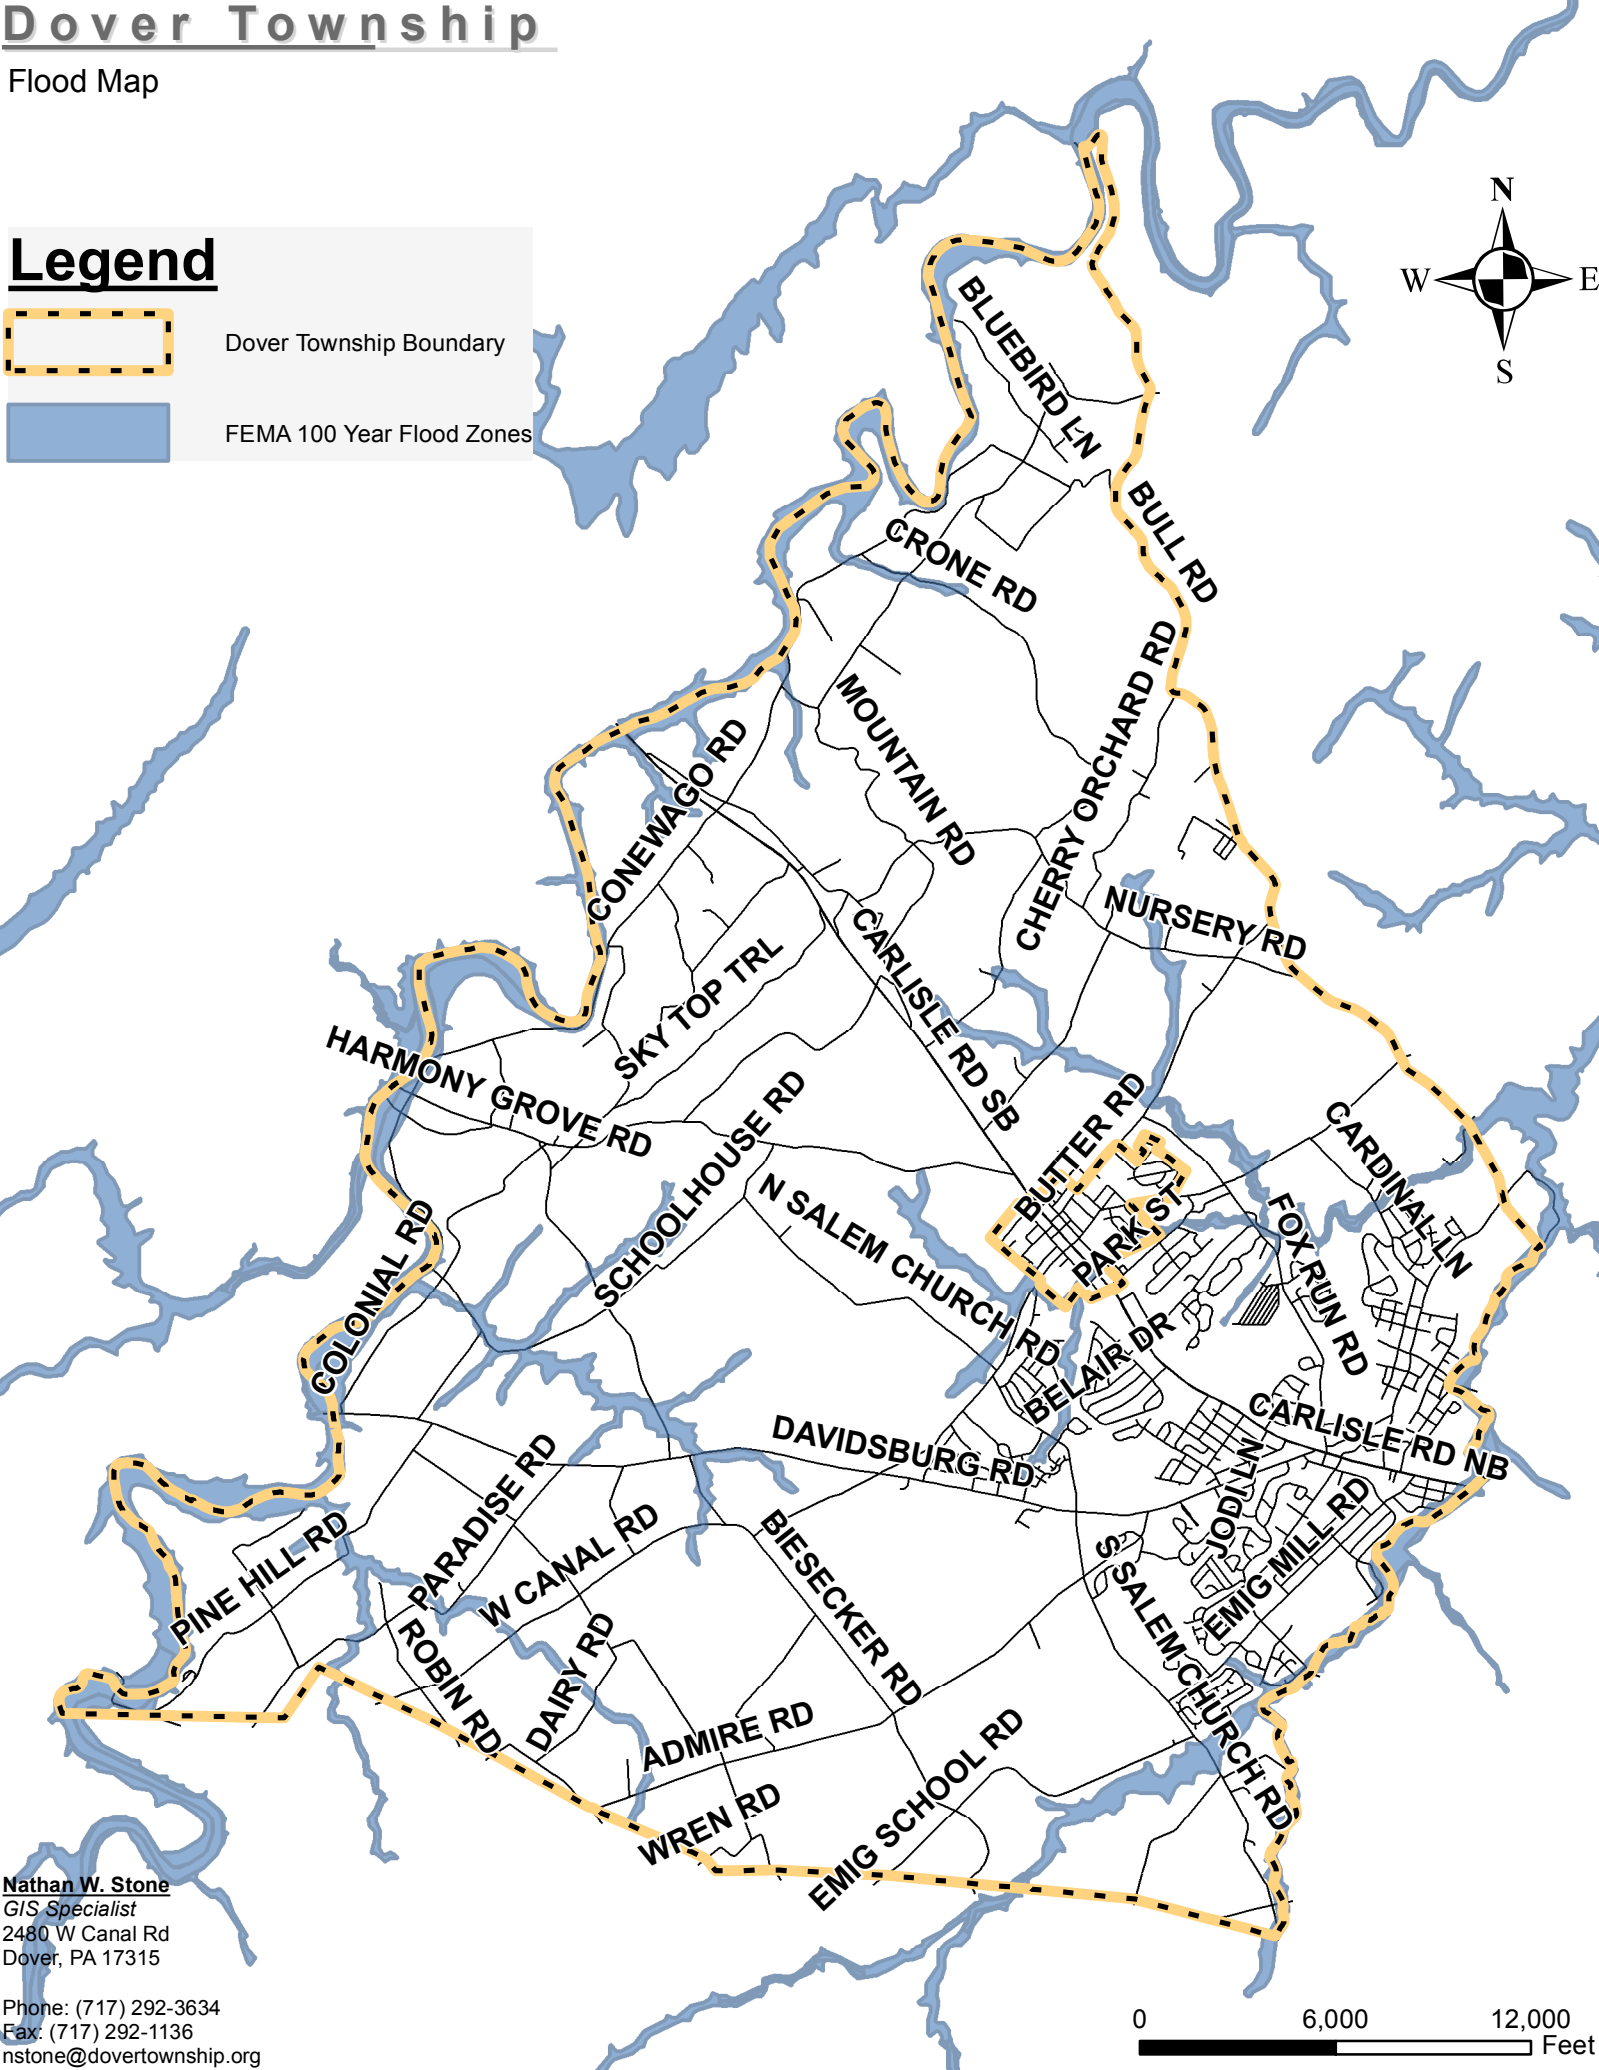 Dover Township
Flood Map
N
W
E
S
Legend
Dover Township Boundary
FEMA 100 Year Flood Zones
BLUEBIRD LN
BULL RD
CRONE RD
CHERRY ORCHARD RD
MOUNTAIN RD
CONEWAGO RD
NURSERY RD
CARLISLE RD SB
SKY TOP TRL
HARMONY GROVE RD
SCHOOLHOUSE RD
BUTTER RD
CARDINAL LN
N SALEM CHURCH RD
PARK ST
FOX RUN RD
COLONIAL RD
BELAIR DR
CARLISLE RD NB
DAVIDSBURG RD
JODI LN
PARADISE RD
EMIG MILL RD
W CANAL RD
BIESECKER RD
PINE HILL RD
S SALEM CHURCH RD
ROBIN RD
DAIRY RD
ADMIRE RD
EMIG SCHOOL RD
WREN RD
Nathan W. Stone
GIS Specialist
2480 W Canal Rd
Dover, PA 17315
Phone: (717) 292-3634
Fax: (717) 292-1136
nstone@dovertownship.org
0 6,000 12,000
Feet